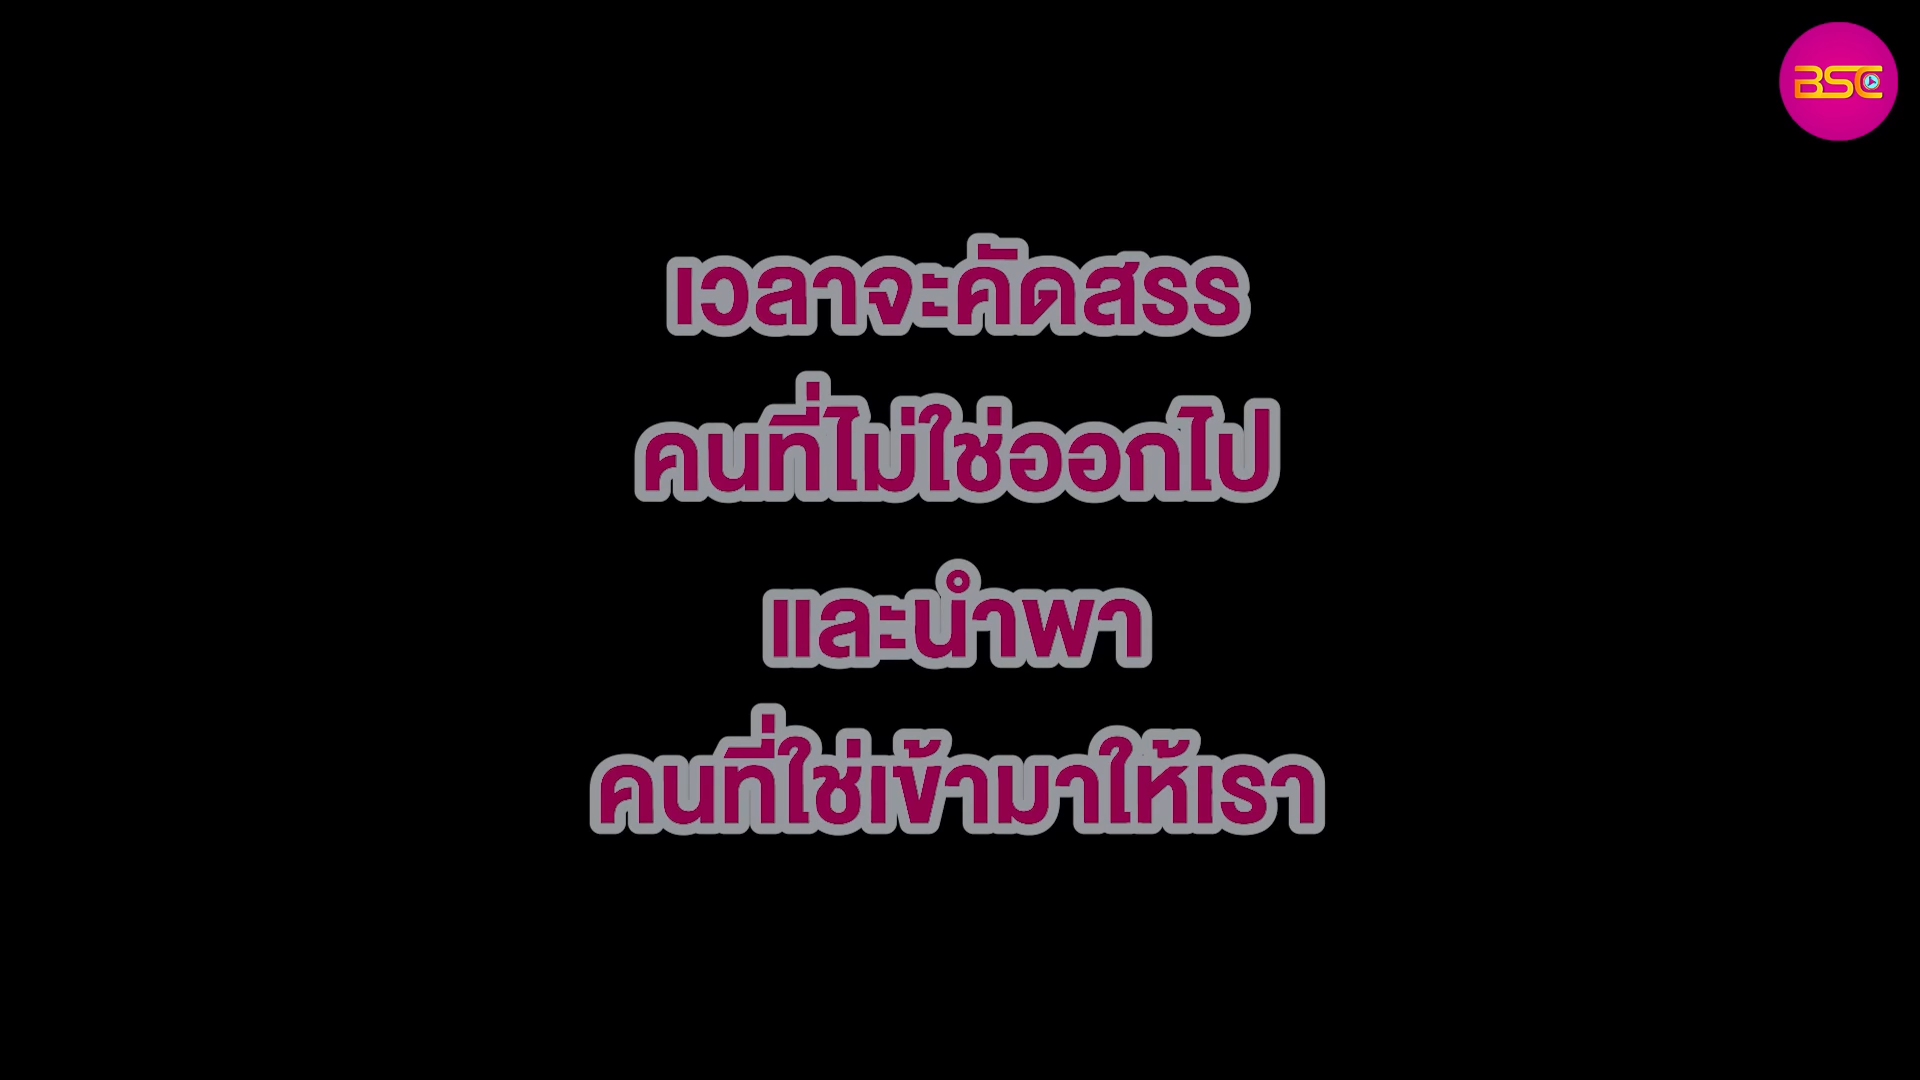 BSC
เวลาจะคัดสรร
คนที่ไม่ใช่ออกไป
และนำพา
คนที่ใช่เข้ามาให้เรา